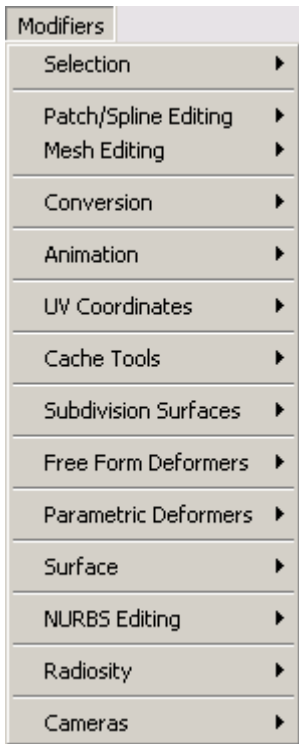 Modifiers
Selection
Patch/Spline Editing
Mesh Editing
Conversion
Animation
UV Coordinates
Cache Tools
Subdivision Surfaces
Free Form Deformers
Parametric Deformers
Surface
NURBS Editing
Radiosity
Cameras